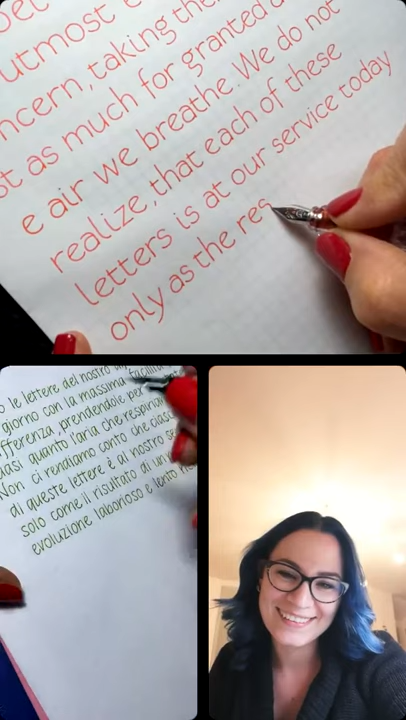 utmost
ncern, taking the
st as much for granted a
e air we breathe. We do not
realize, that each of these
letters is at our service today
only as the res
o le lettere del nostro
giorno con la massima facilità
fferenza prendendole per
dasi quanto l'aria che respiriam
Non ci rendiamo conto che
di queste lettere è al nostro se
solo come il risultato di un
evoluzione laborioso e lento